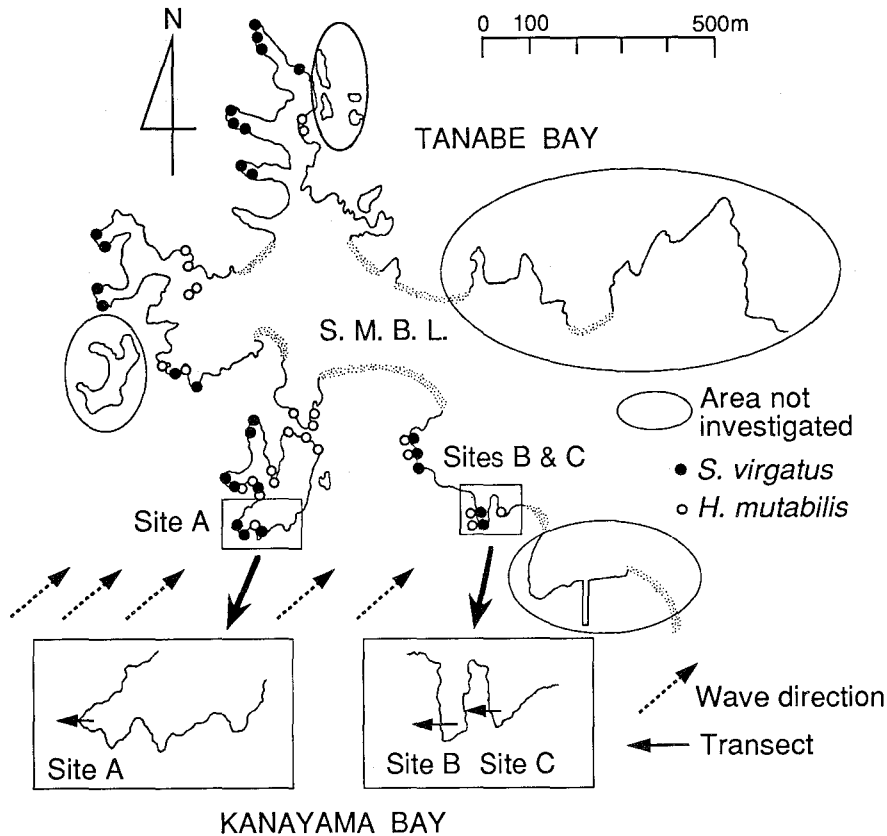 N
0 100 500m
TANABE BAY
S. M. B. L.
Area not
investigated
S. virgatus
H. mutabilis
Sites B & C
Site A
Wave direction
Transect
Site A
Site B Site C
KANAYAMA BAY